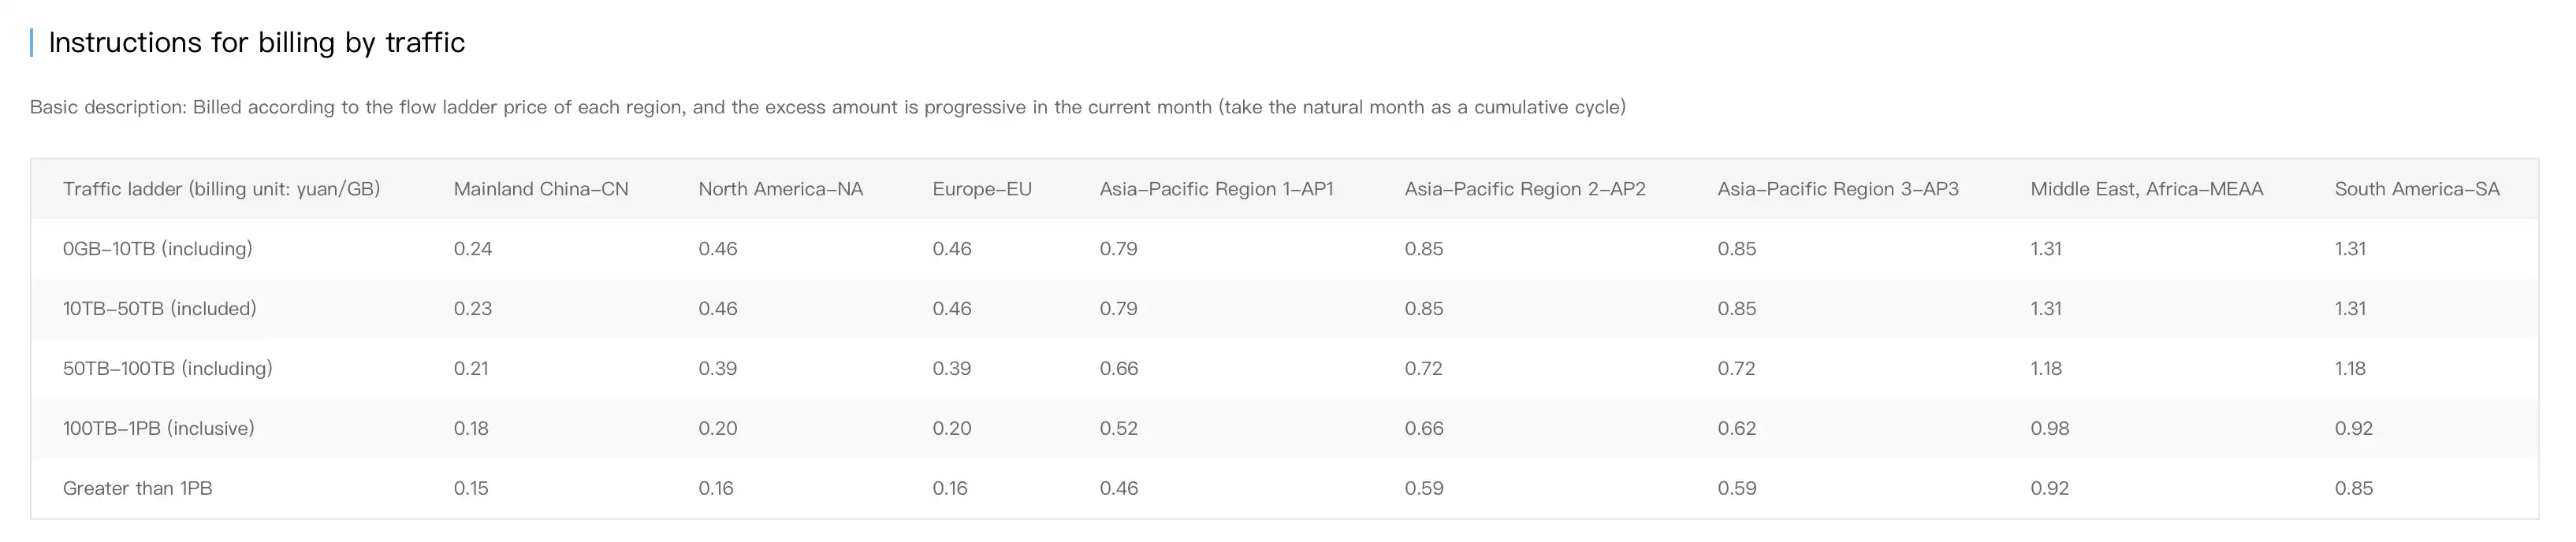 Instructions for billing by traffic
Basic description: Billed according to the flow ladder price of each region, and the excess amount is progressive in the current month (take the natural month as a cumulative cycle)
Traffic ladder (billing unit: yuan/GB) Mainland China-CN North America-NA Europe-EU Asia-Pacific Region 1-AP1 Asia-Pacific Region 2-AP2 Asia-Pacific Region 3-AP3 Middle East, Africa-MEAA South America-SA
0GB-10TB (including) 0.24 0.46 0.46 0.79 0.85 0.85 1.31 1.31
10TB-50TB (included) 0.23 0.46 0.46 0.79 0.85 0.85 1.31 1.31
50TB-100TB (including) 0.21 0.39 0.39 0.66 0.72 0.72 1.18 1.18
100TB-1PB (inclusive) 0.18 0.20 0.20 0.52 0.66 0.62 0.98 0.92
Greater than 1PB 0.15 0.16 0.16 0.46 0.59 0.59 0.92 0.85